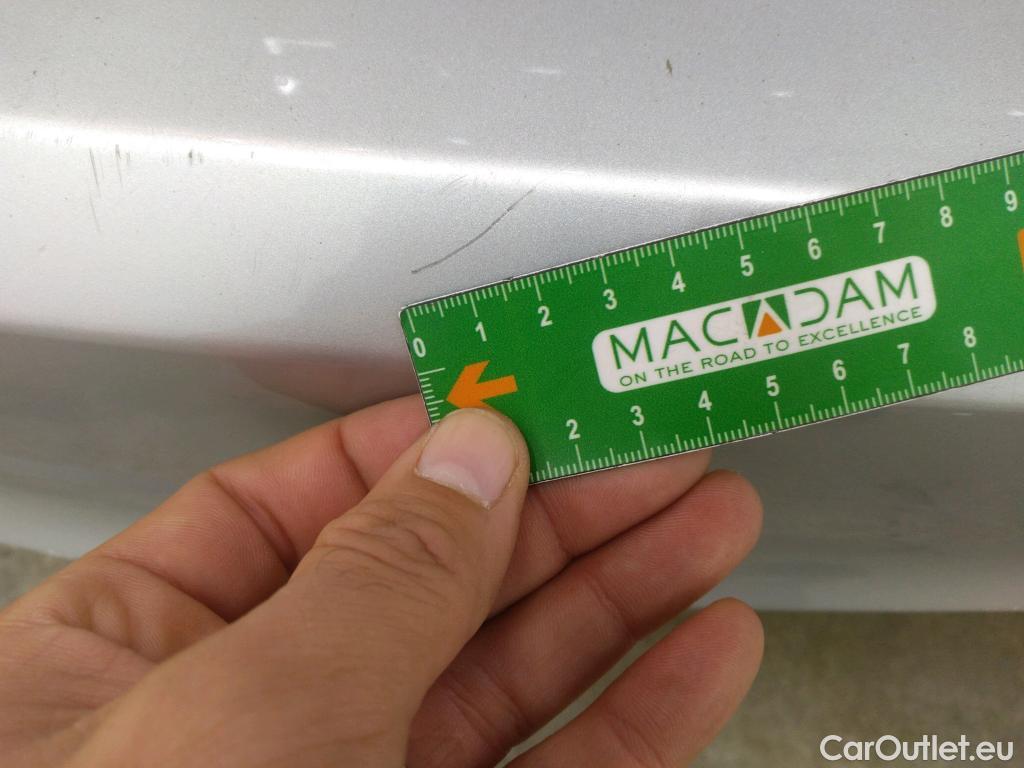 0 1 2 3 4 5 6 7 8 9
MACADAM
ON THE ROAD TO EXCELLENCE
2 3 4 5 6 7 8
CarOutlet.eu